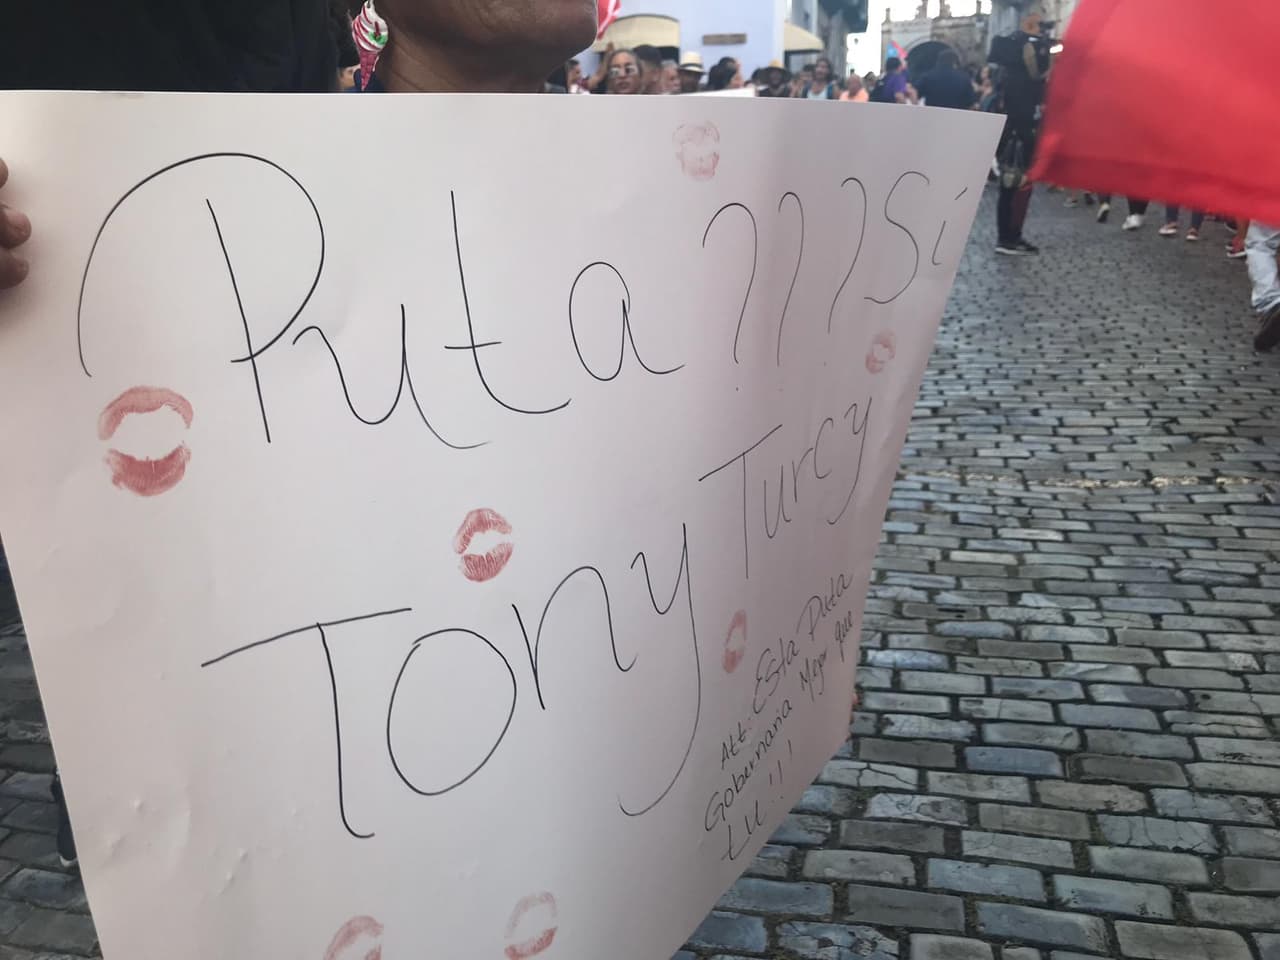 Puta ??? Sí
Tony Turcy
Att: Esta Puta
Gobernaria Mejor que
tu!!!